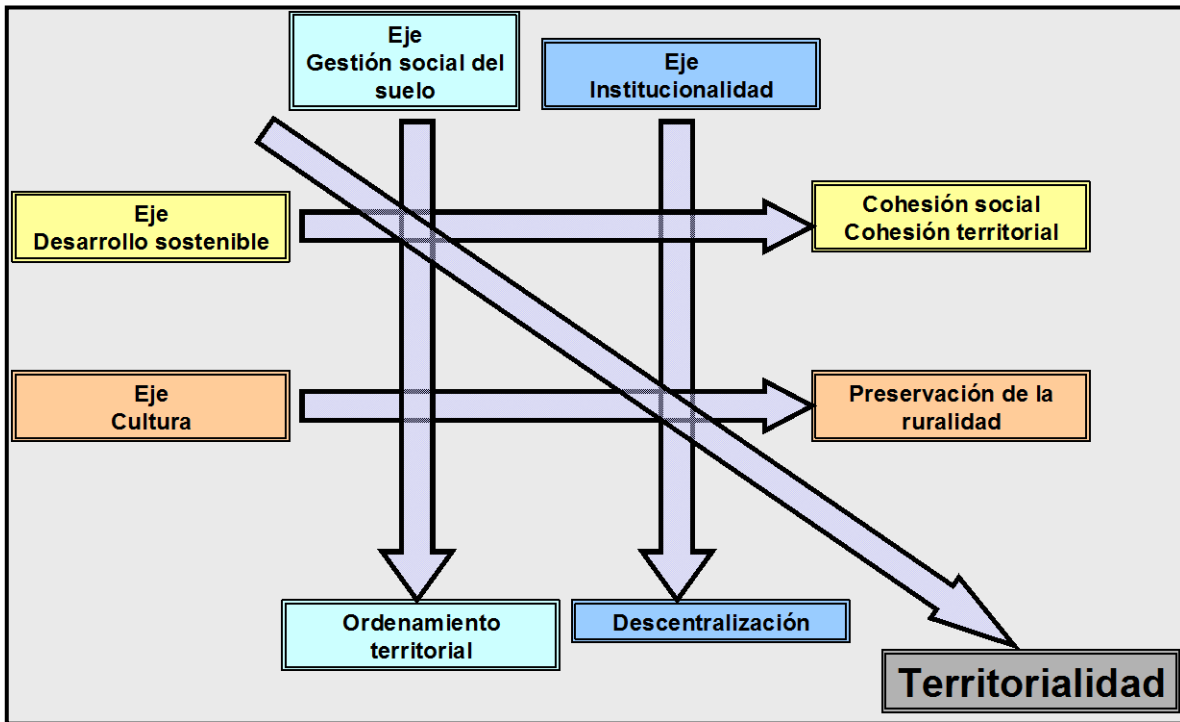 Eje
Gestión social del
suelo
Eje
Institucionalidad
Eje
Desarrollo sostenible
Cohesión social
Cohesión territorial
Eje
Cultura
Preservación de la
ruralidad
Ordenamiento
territorial
Descentralización
Territorialidad